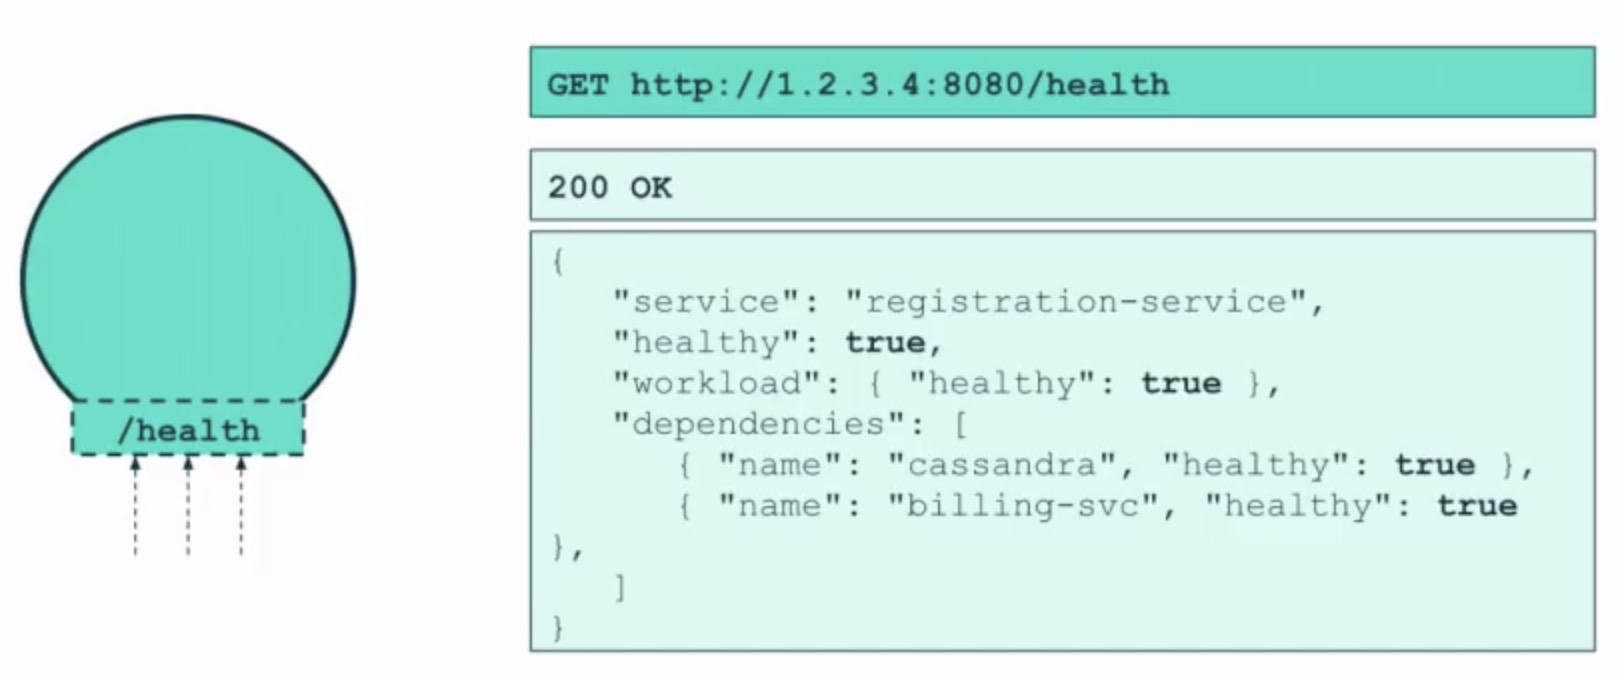 GET http://1.2.3.4:8080/health
200 OK
{
"service": "registration-service",
"healthy": true,
"workload": { "healthy": true },
"dependencies": [
{ "name": "cassandra", "healthy": true },
{ "name": "billing-svc", "healthy": true
},
]
}
/health